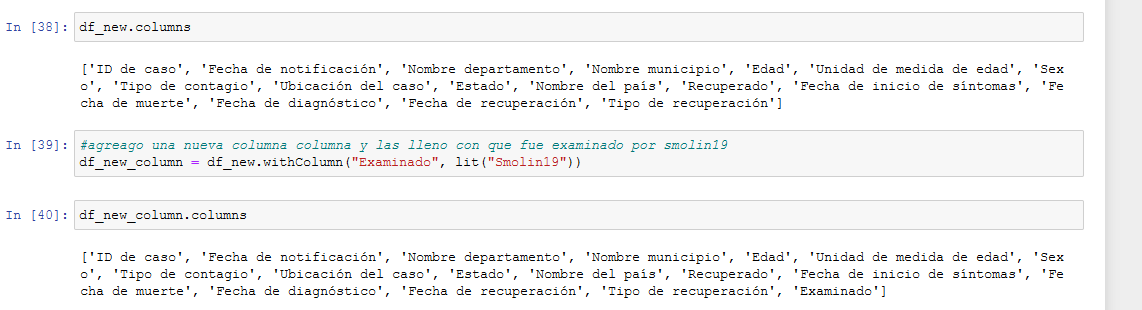 In [38]: df_new.columns
['ID de caso', 'Fecha de notificación', 'Nombre departamento', 'Nombre municipio', 'Edad', 'Unidad de medida de edad', 'Sex
o', 'Tipo de contagio', 'Ubicación del caso', 'Estado', 'Nombre del país', 'Recuperado', 'Fecha de inicio de síntomas', 'Fe
cha de muerte', 'Fecha de diagnóstico', 'Fecha de recuperación', 'Tipo de recuperación']
In [39]: #agreago una nueva columna columna y las lleno con que fue examinado por smolin19
df_new_column = df_new.withColumn("Examinado", lit("Smolin19"))
In [40]: df_new_column.columns
['ID de caso', 'Fecha de notificación', 'Nombre departamento', 'Nombre municipio', 'Edad', 'Unidad de medida de edad', 'Sex
o', 'Tipo de contagio', 'Ubicación del caso', 'Estado', 'Nombre del país', 'Recuperado', 'Fecha de inicio de síntomas', 'Fe
cha de muerte', 'Fecha de diagnóstico', 'Fecha de recuperación', 'Tipo de recuperación', 'Examinado']